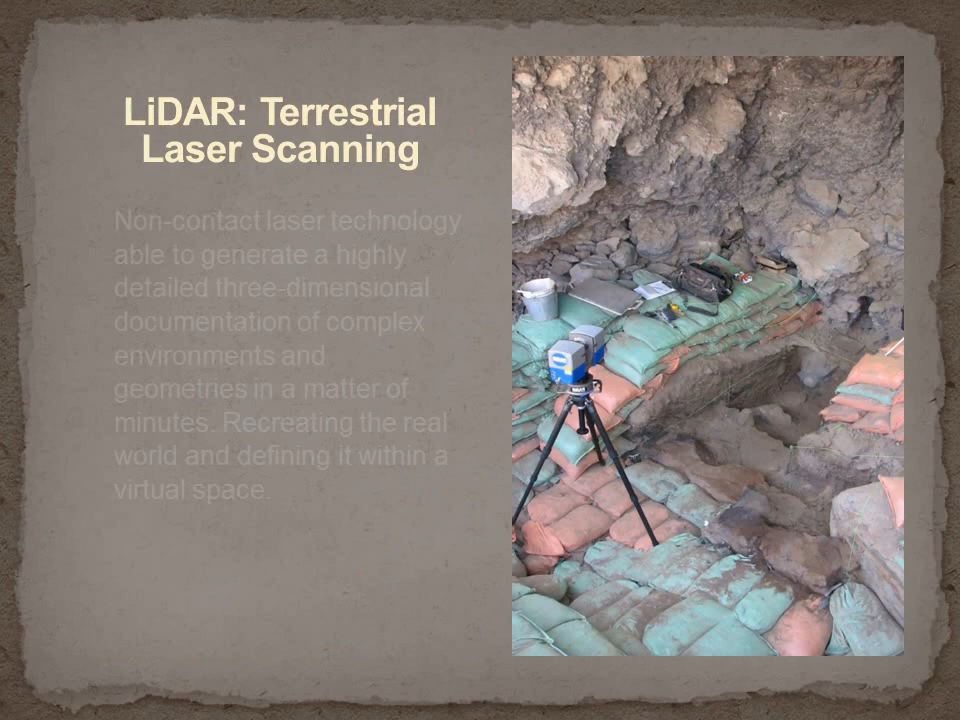 LiDAR: Terrestrial
Laser Scanning
Non-contact laser technology
able to generate a highly
detailed three-dimensional
documentation of complex
environments and
geometries in a matter of
minutes. Recreating the real
world and defining it within a
virtual space.